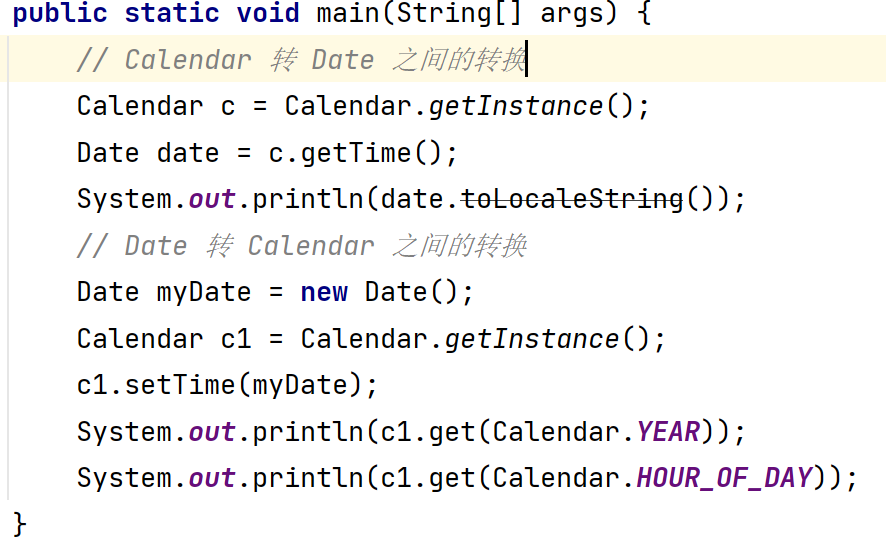 public static void main(String[] args) {
    // Calendar 转 Date 之间的转换
    Calendar c = Calendar.getInstance();
    Date date = c.getTime();
    System.out.println(date.toLocaleString());
    // Date 转 Calendar 之间的转换
    Date myDate = new Date();
    Calendar c1 = Calendar.getInstance();
    c1.setTime(myDate);
    System.out.println(c1.get(Calendar.YEAR));
    System.out.println(c1.get(Calendar.HOUR_OF_DAY));
}